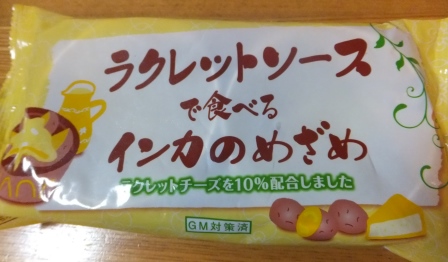 ラクレットソース
で食べる
インカのめざめ
ラクレットチーズを10%配合しました
GM対策済